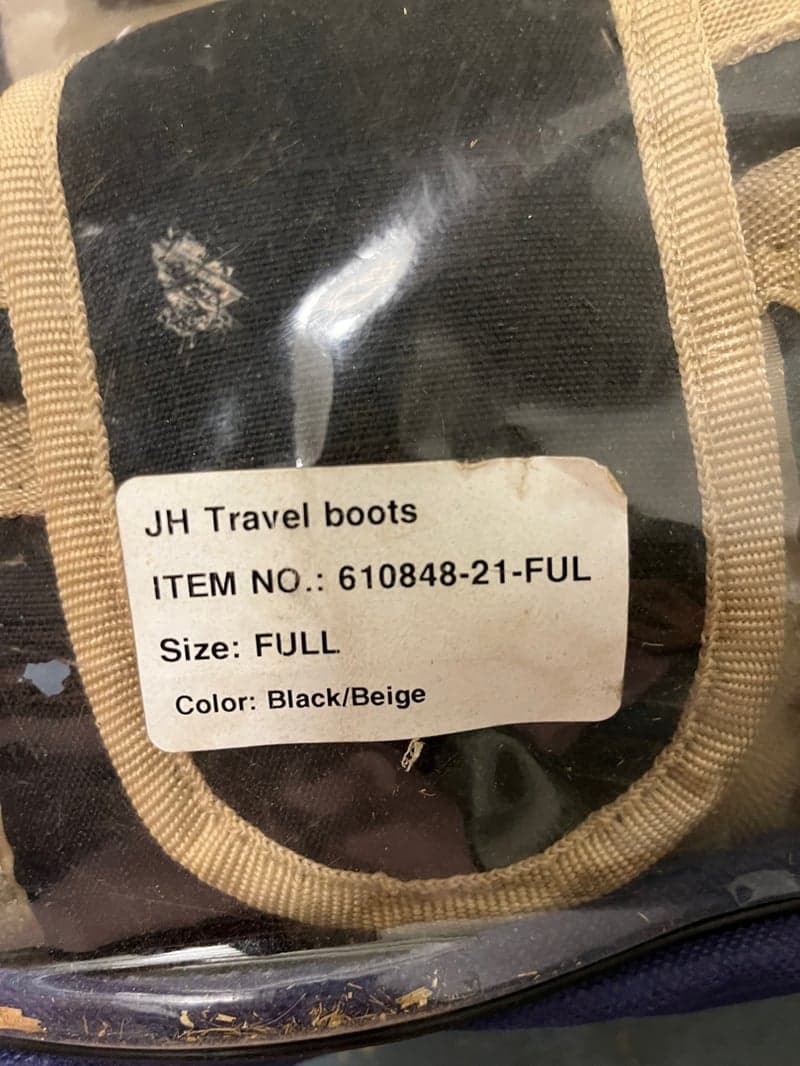 JH Travel boots
ITEM NO.: 610848-21-FUL
Size: FULL
Color: Black/Beige